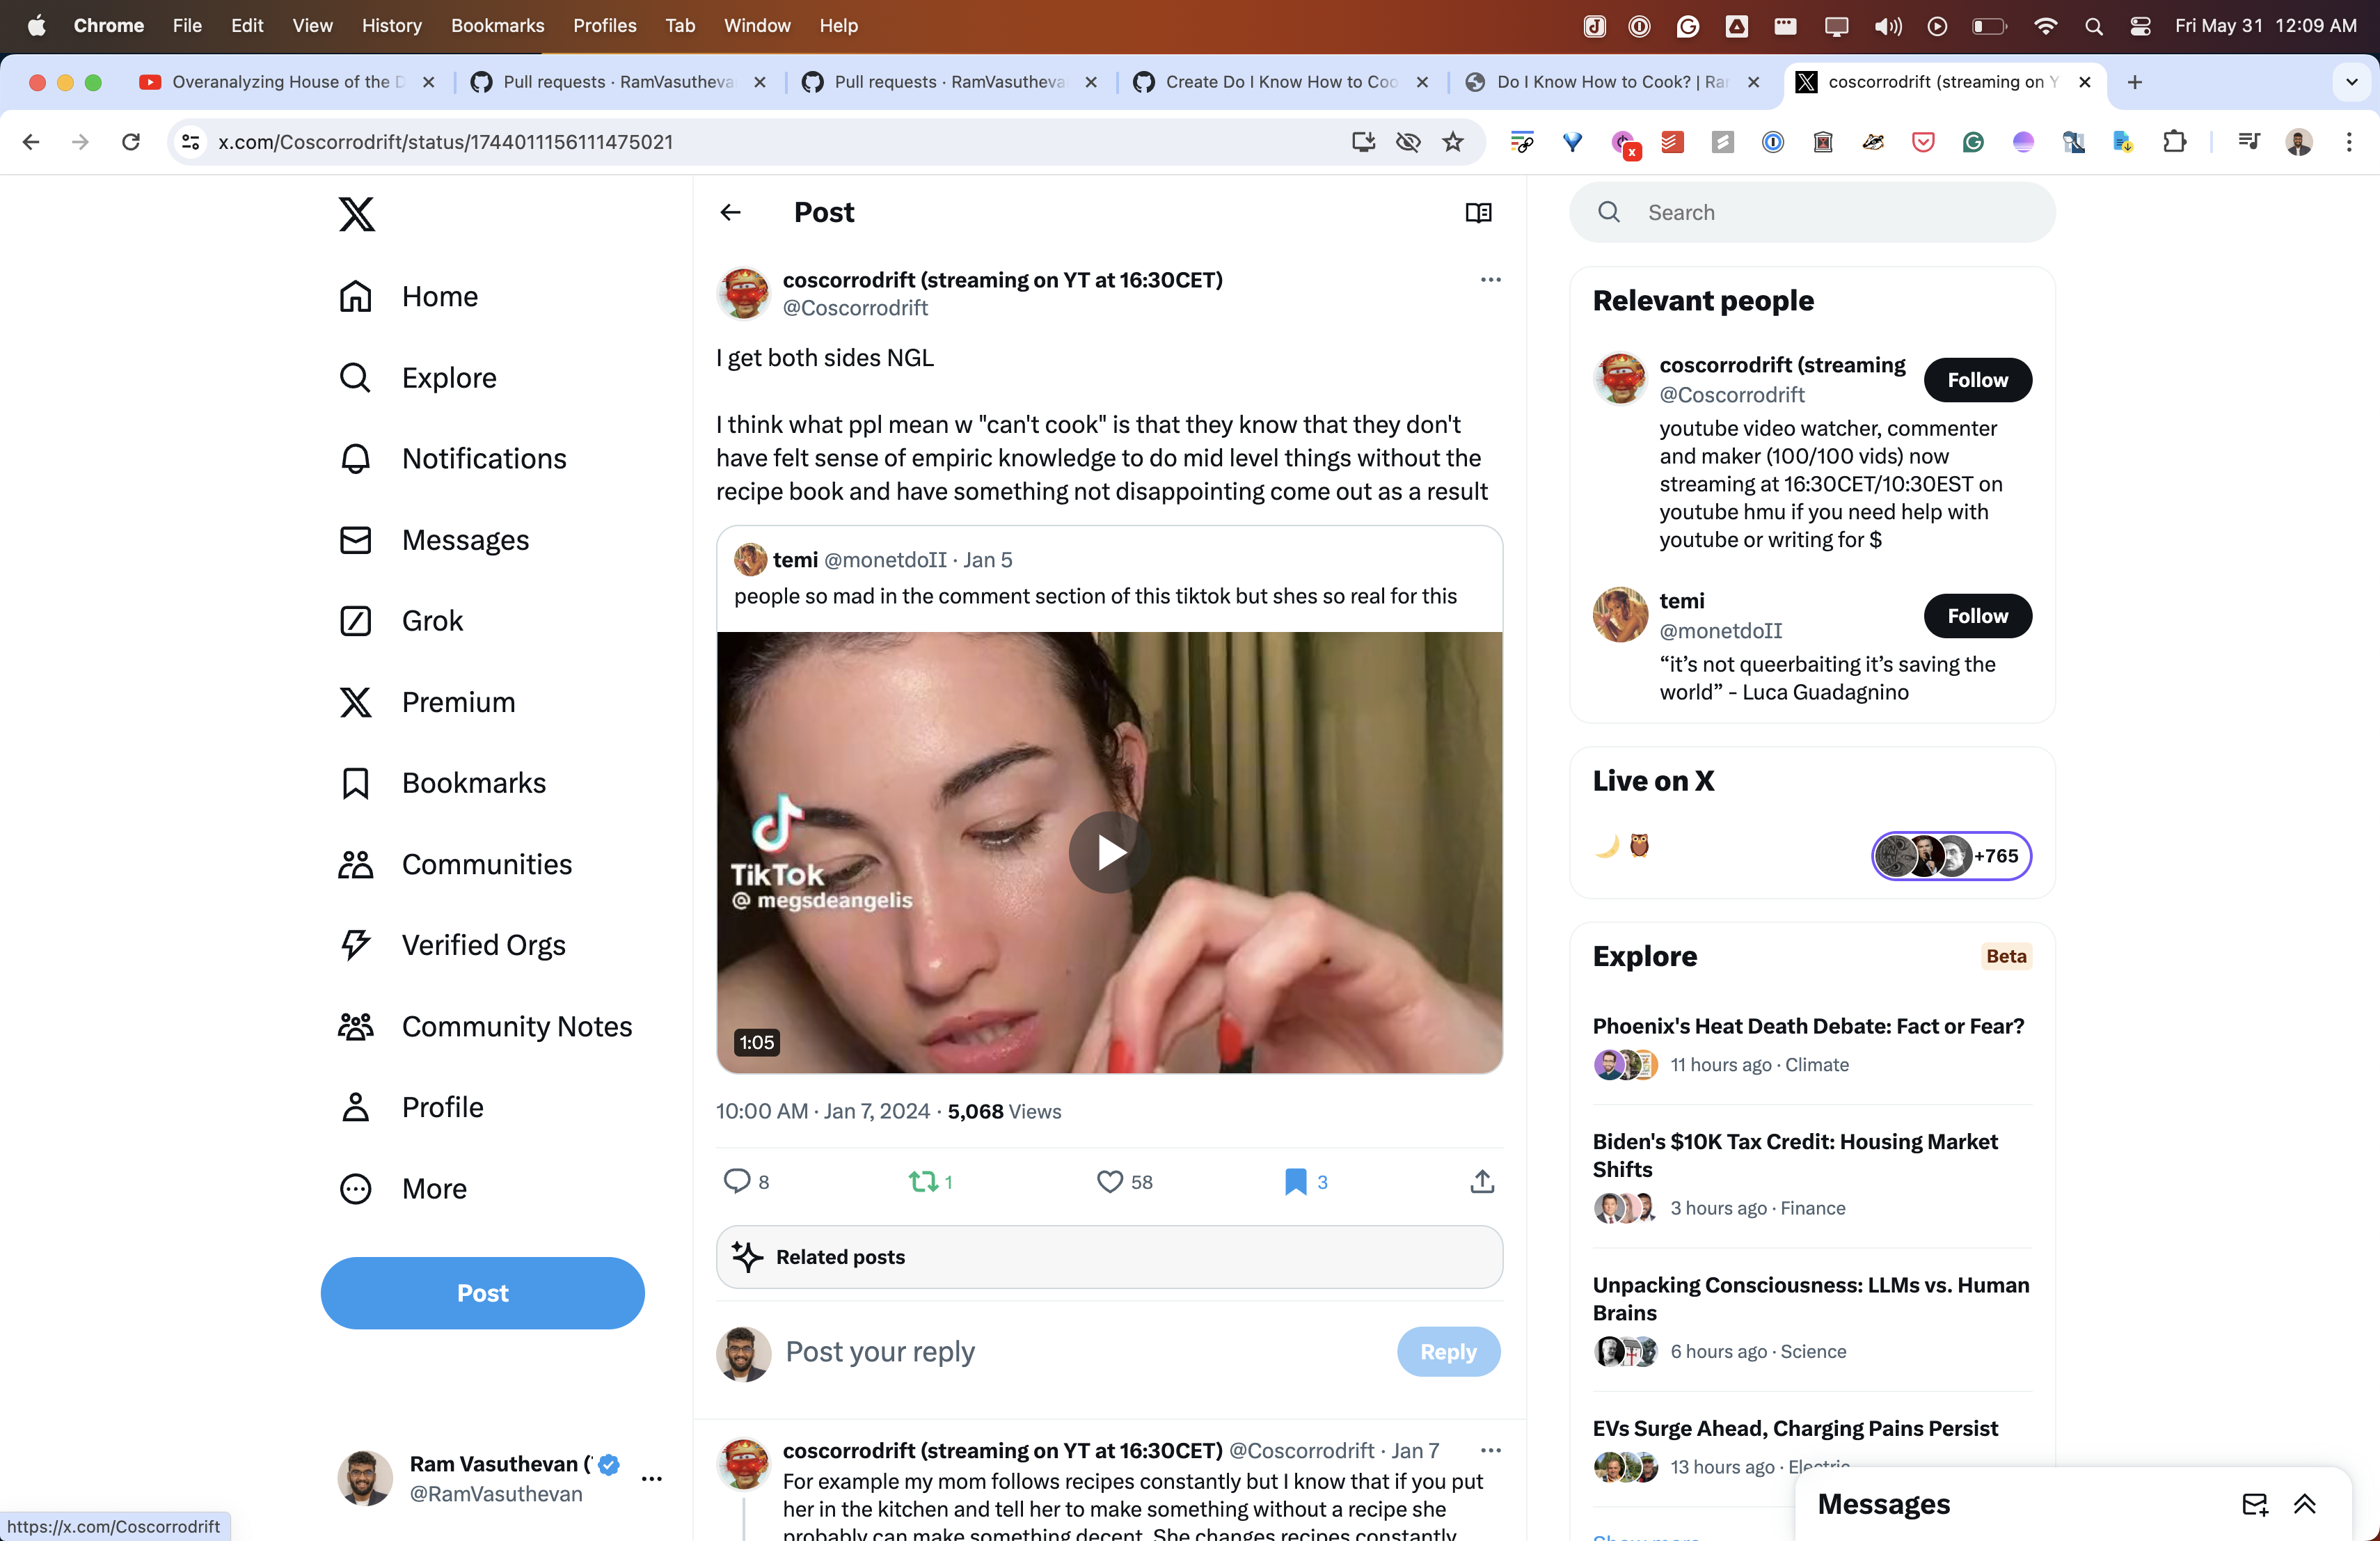 Chrome File Edit View History Bookmarks Profiles Tab Window Help Fri May 31 12:09 AM
Overanalyzing House of the D
Pull requests · RamVasutheva
Pull requests · RamVasutheva
Create Do I Know How to Coo
Do I Know How to Cook? | Ra
coscorrodrift (streaming on Y
x.com/Coscorrodrift/status/1744011156111475021
Home
Explore
Notifications
Messages
Grok
Premium
Bookmarks
Communities
Verified Orgs
Community Notes
Profile
More
Post
Ram Vasuthevan (
@RamVasuthevan
https://x.com/Coscorrodrift
Post
coscorrodrift (streaming on YT at 16:30CET)
@Coscorrodrift
I get both sides NGL
I think what ppl mean w "can't cook" is that they know that they don't
have felt sense of empiric knowledge to do mid level things without the
recipe book and have something not disappointing come out as a result
temi @monetdoII · Jan 5
people so mad in the comment section of this tiktok but shes so real for this
TikTok
@ megsdeangelis
1:05
10:00 AM · Jan 7, 2024 · 5,068 Views
8 1 58 3
Related posts
Post your reply
Reply
coscorrodrift (streaming on YT at 16:30CET) @Coscorrodrift · Jan 7
For example my mom follows recipes constantly but I know that if you put
her in the kitchen and tell her to make something without a recipe she
probably can make something decent. She changes recipes constantly
Search
Relevant people
coscorrodrift (streaming
@Coscorrodrift
Follow
youtube video watcher, commenter
and maker (100/100 vids) now
streaming at 16:30CET/10:30EST on
youtube hmu if you need help with
youtube or writing for $
temi
@monetdoII
Follow
“it’s not queerbaiting it’s saving the
world” - Luca Guadagnino
Live on X
+765
Explore
Beta
Phoenix's Heat Death Debate: Fact or Fear?
11 hours ago · Climate
Biden's $10K Tax Credit: Housing Market
Shifts
3 hours ago · Finance
Unpacking Consciousness: LLMs vs. Human
Brains
6 hours ago · Science
EVs Surge Ahead, Charging Pains Persist
13 hours ago · Electric
Show more
Messages